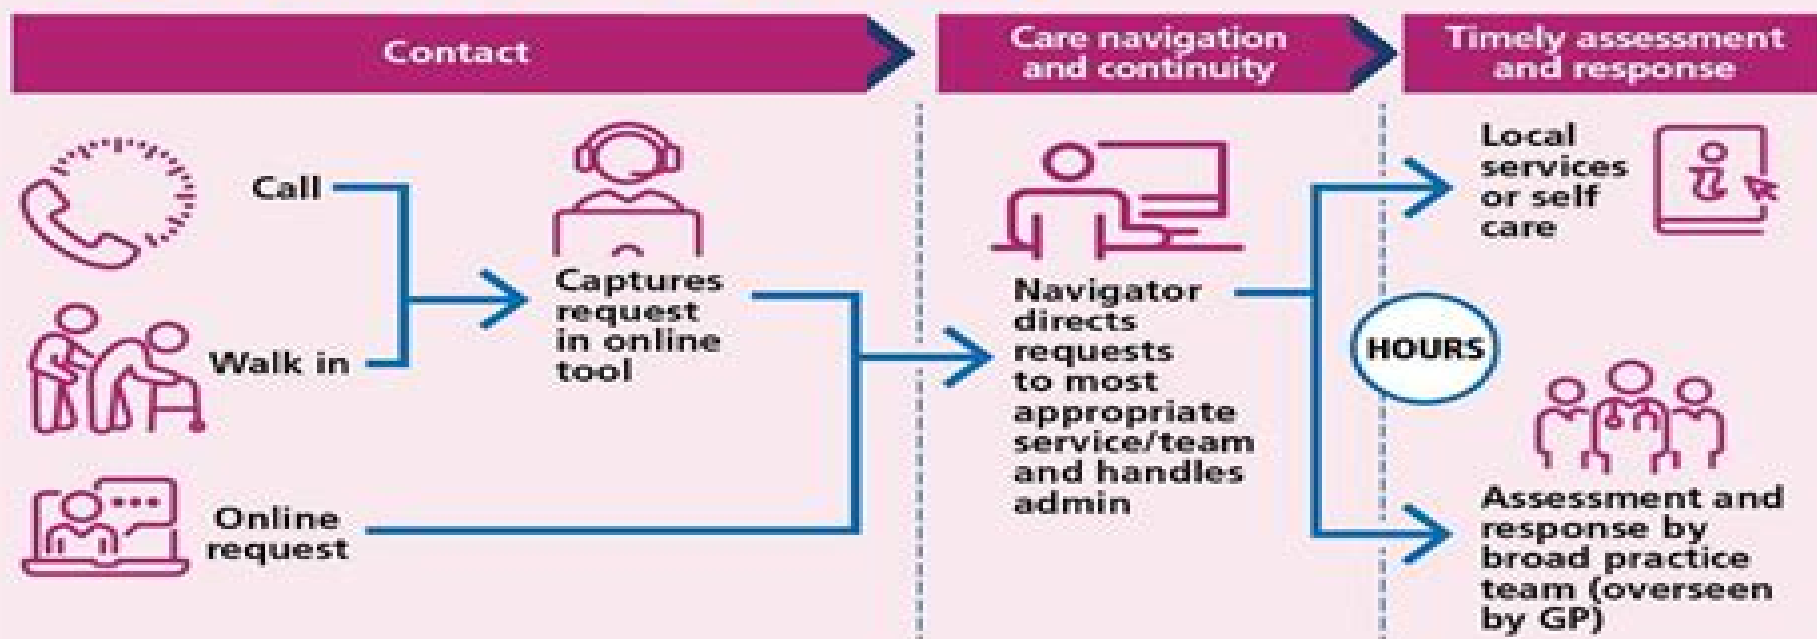 Contact
Care navigation
and continuity
Timely assessment
and response
Call
Walk in
Online
request
Captures
request
in online
tool
Navigator
directs
requests
to most
appropriate
service/team
and handles
admin
HOURS
Local
services
or self
care
i
Assessment and
response by
broad practice
team (overseen
by GP)